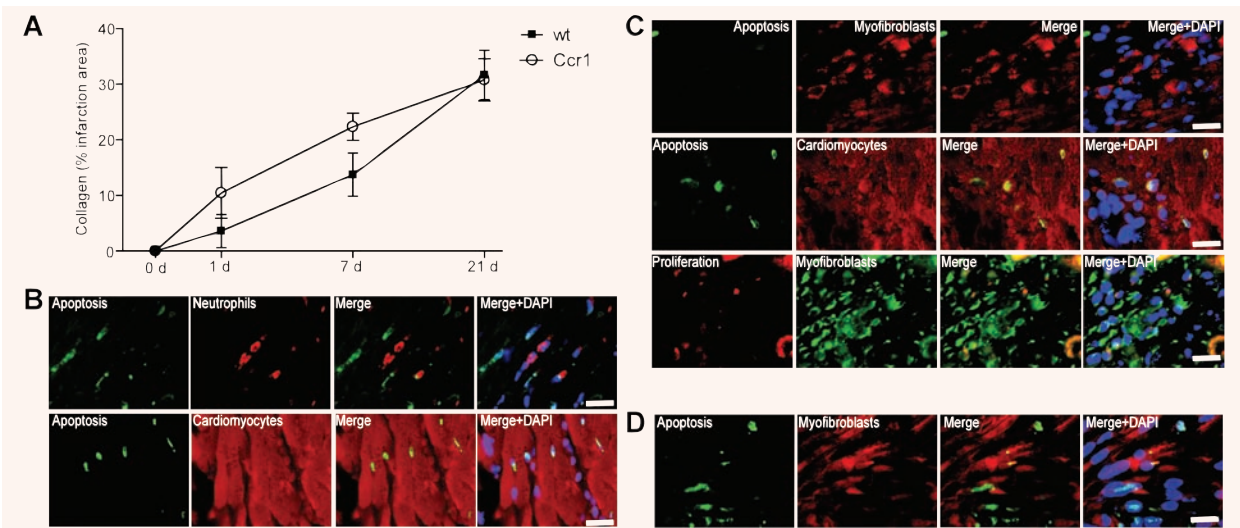 A
40
30
20
10
0
Collagen (% infarction area)
0 d 1 d 7 d 21 d
wt
Ccr1
B
Apoptosis Neutrophils Merge Merge+DAPI
Apoptosis Cardiomyocytes Merge Merge+DAPI
C
Apoptosis Myofibroblasts Merge Merge+DAPI
Apoptosis Cardiomyocytes Merge Merge+DAPI
Proliferation Myofibroblasts Merge Merge+DAPI
D
Apoptosis Myofibroblasts Merge Merge+DAPI